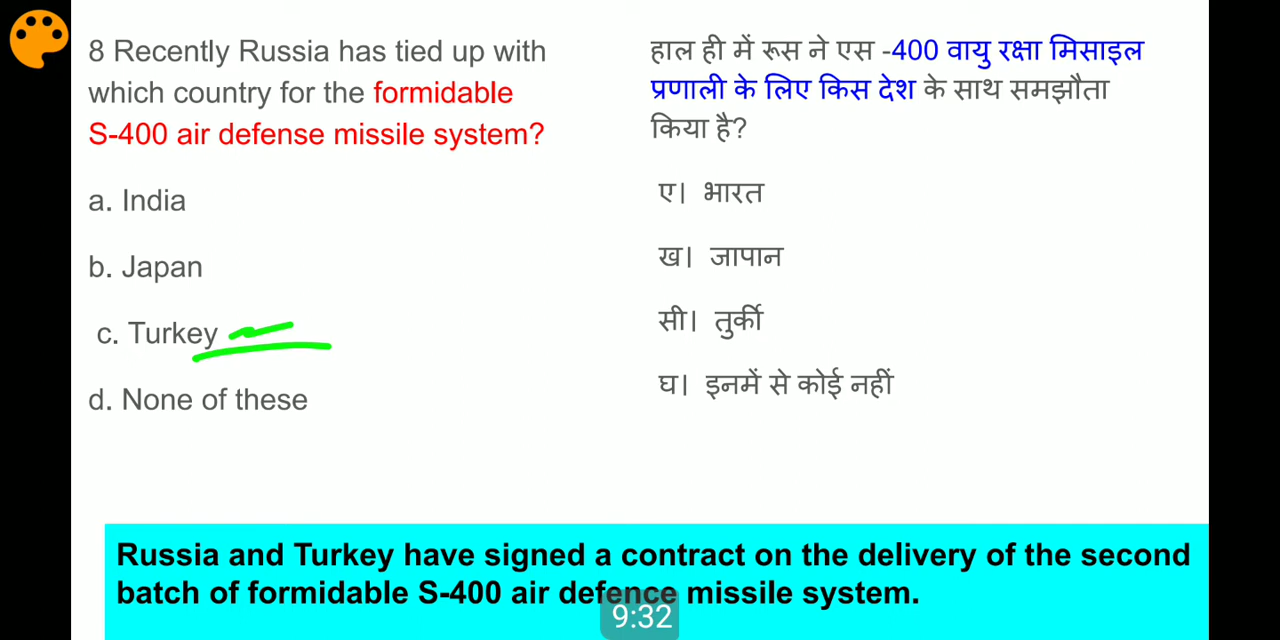 8 Recently Russia has tied up with
which country for the formidable
S-400 air defense missile system?
a. India
b. Japan
c. Turkey
d. None of these
हाल ही में रूस ने एस -400 वायु रक्षा मिसाइल
प्रणाली के लिए किस देश के साथ समझौता
किया है?
ए। भारत
ख। जापान
सी। तुर्की
घ। इनमें से कोई नहीं
Russia and Turkey have signed a contract on the delivery of the second
batch of formidable S-400 air defence missile system.
9:32